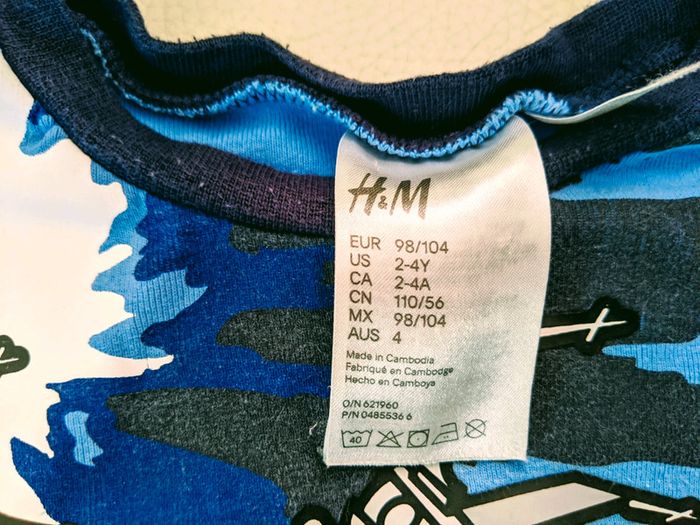 H&M
EUR 98/104
US 2-4Y
CA 2-4A
CN 110/56
MX 98/104
AUS 4
Made in Cambodia
Fabriqué en Cambodge
Hecho en Camboya
O/N 621960
P/N 0485536 6
40